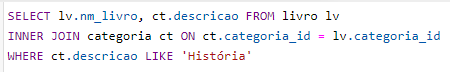 SELECT lv.nm_livro, ct.descricao FROM livro lv
INNER JOIN categoria ct ON ct.categoria_id = lv.categoria_id
WHERE ct.descricao LIKE 'História'